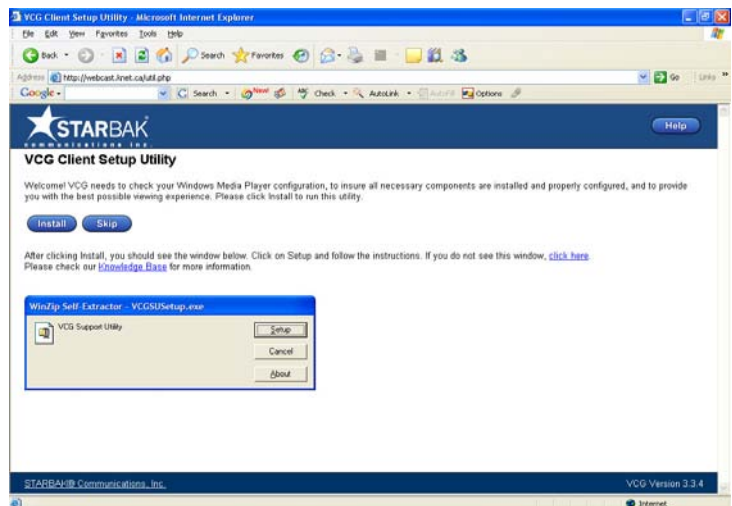 VCG Client Setup Utility - Microsoft Internet Explorer
File Edit View Favorites Tools Help
Back Search Favorites
Address http://webcast.knet.ca/util.php Go Links
Google Search New! Check AutoLink AutoFill Options
STARBAK
communications inc.
Help
VCG Client Setup Utility
Welcome! VCG needs to check your Windows Media Player configuration, to insure all necessary components are installed and properly configured, and to provide
you with the best possible viewing experience. Please click Install to run this utility.
Install Skip
After clicking Install, you should see the window below. Click on Setup and follow the instructions. If you do not see this window, click here.
Please check our Knowledge Base for more information.
WinZip Self-Extractor - VCGSUSetup.exe
VCG Support Utility
Setup
Cancel
About
STARBAK® Communications, Inc. VCG Version 3.3.4
Internet